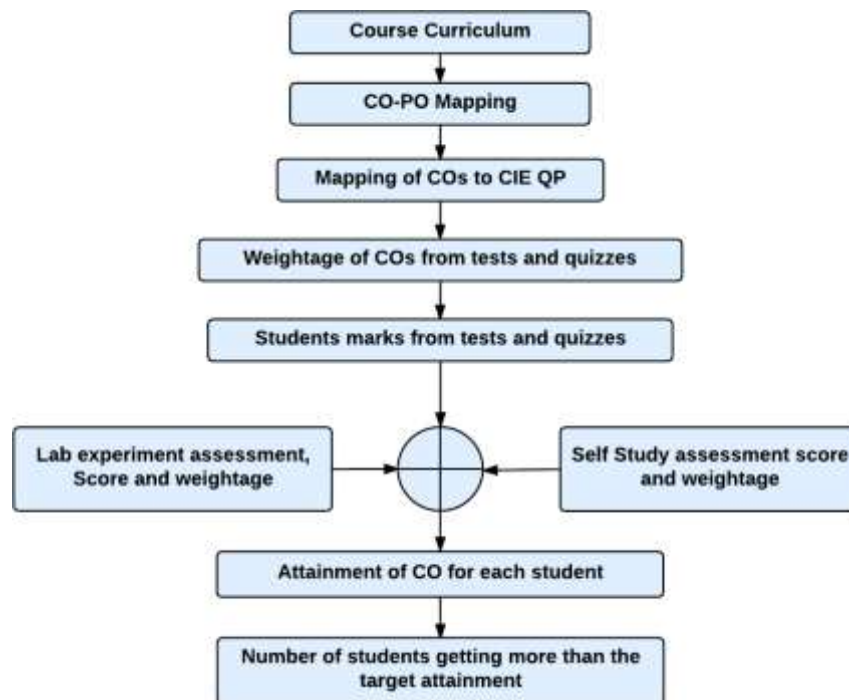 Course Curriculum
CO-PO Mapping
Mapping of COs to CIE QP
Weightage of COs from tests and quizzes
Students marks from tests and quizzes
Lab experiment assessment,
Score and weightage
Self Study assessment score
and weightage
Attainment of CO for each student
Number of students getting more than the
target attainment